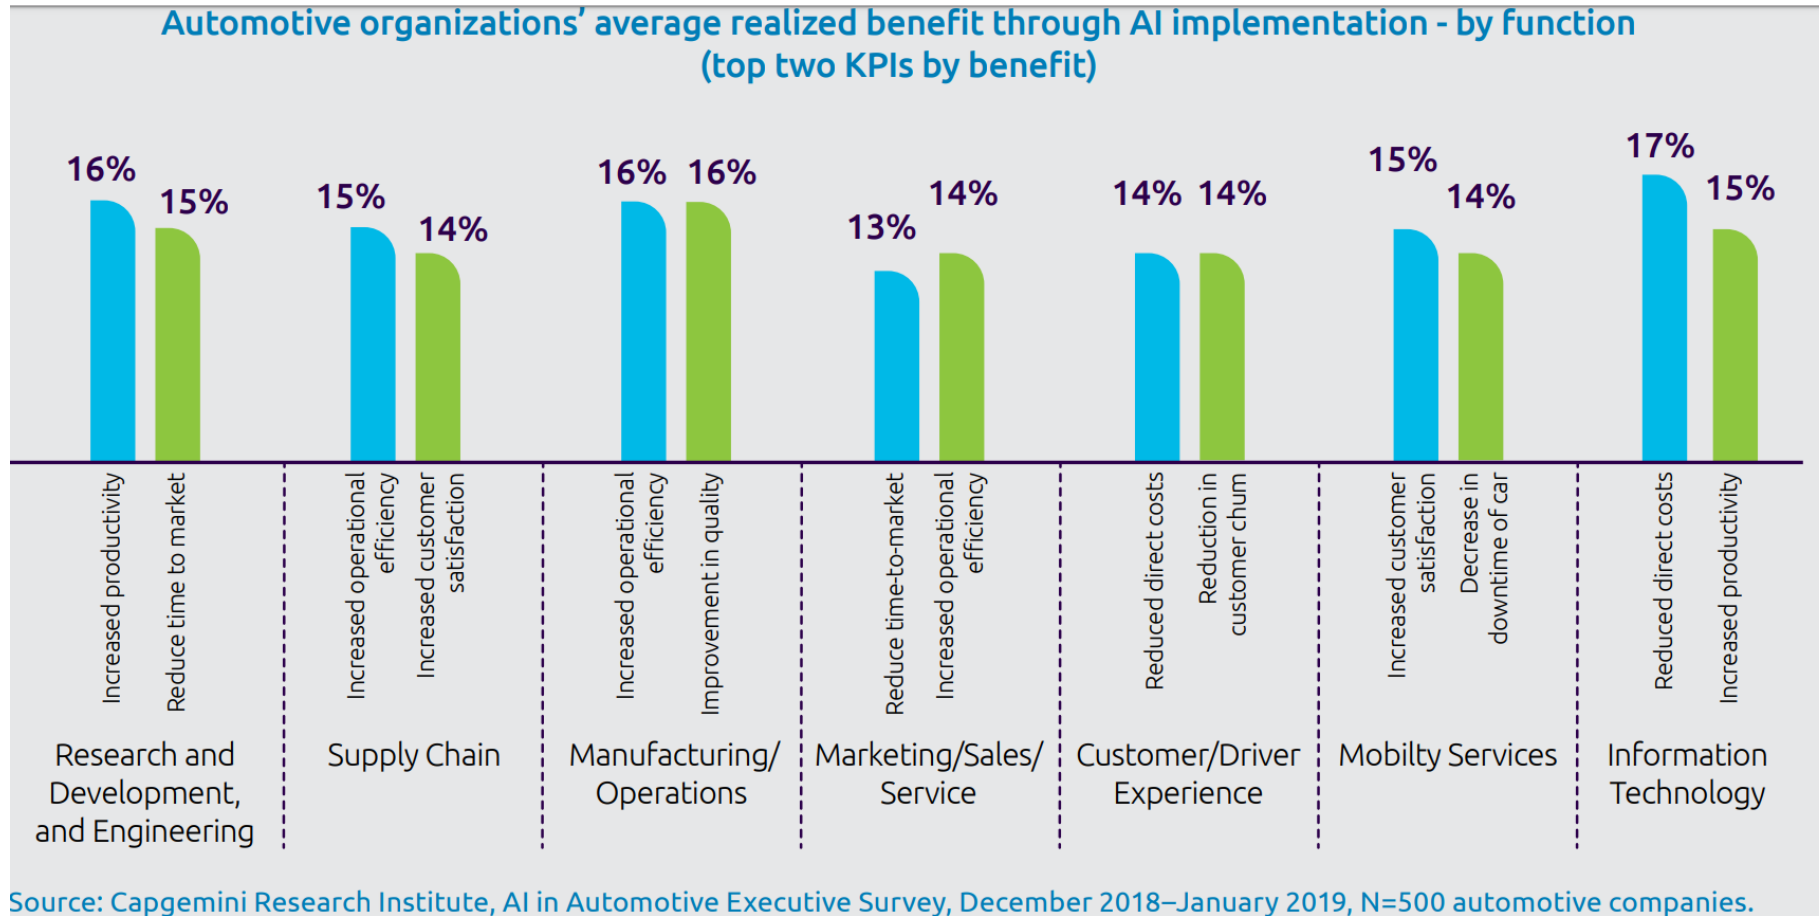 Automotive organizations’ average realized benefit through AI implementation - by function
(top two KPIs by benefit)
16%
15%
15%
14%
16%
16%
13%
14%
14%
14%
15%
14%
17%
15%
Increased productivity
Reduce time to market
Increased operational
efficiency
Increased customer
satisfaction
Increased operational
efficiency
Improvement in quality
Reduce time-to-market
Increased operational
efficiency
Reduced direct costs
Reduction in
customer chum
Increased customer
satisfaction
Decrease in
downtime of car
Reduced direct costs
Increased productivity
Research and
Development,
and Engineering
Supply Chain
Manufacturing/
Operations
Marketing/Sales/
Service
Customer/Driver
Experience
Mobilty Services
Information
Technology
Source: Capgemini Research Institute, AI in Automotive Executive Survey, December 2018–January 2019, N=500 automotive companies.